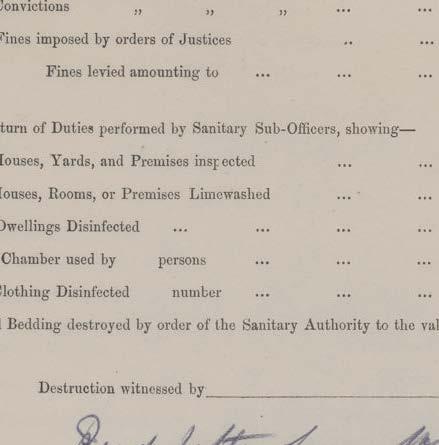 Convictions „ „ „ ... ...
Fines imposed by orders of Justices .. ...
Fines levied amounting to ... ... ...
turn of Duties performed by Sanitary Sub-Officers, showing—
Houses, Yards, and Premises inspected ... ...
Houses, Rooms, or Premises Limewashed ... ...
Dwellings Disinfected ... ... ... ...
Chamber used by persons ... ... ...
Clothing Disinfected number ... ... ...
Bedding destroyed by order of the Sanitary Authority to the val
Destruction witnessed by